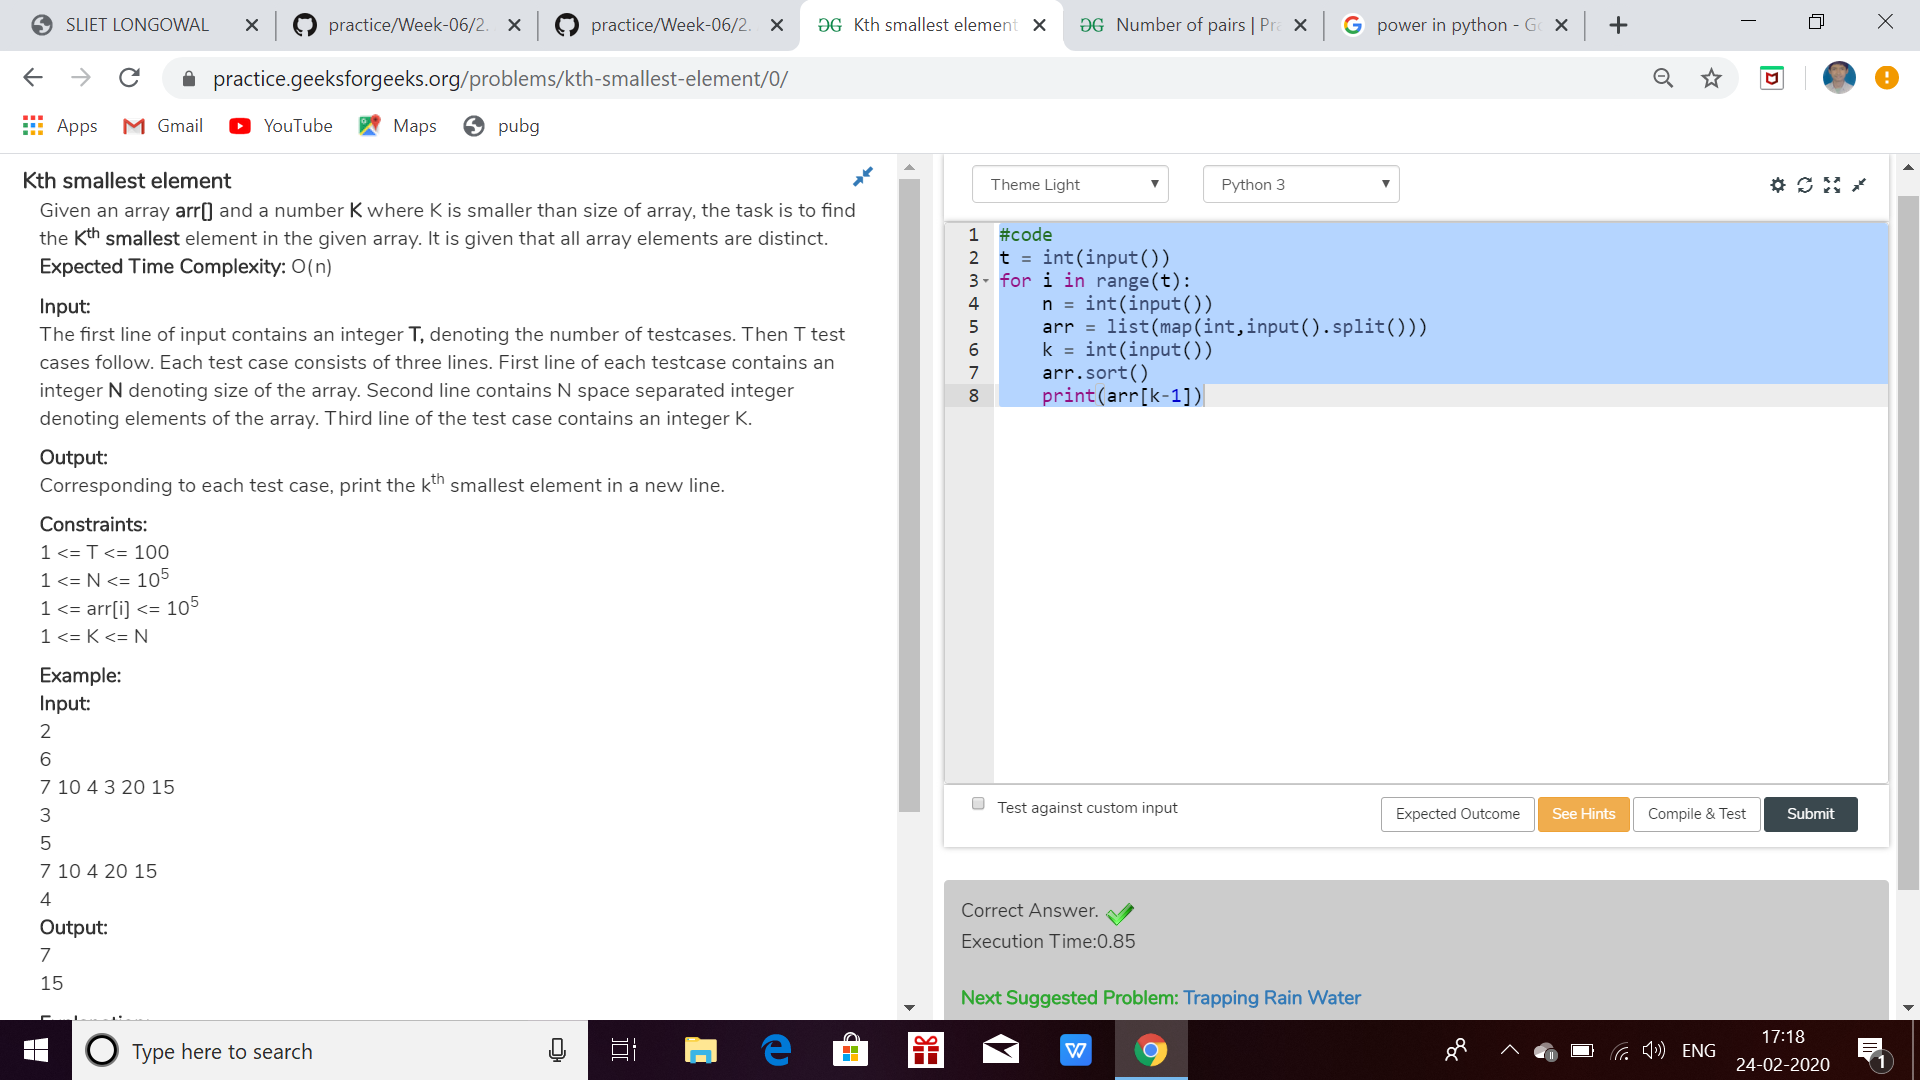 SLIET LONGOWAL
practice/Week-06/2.
practice/Week-06/2.
Kth smallest element
Number of pairs | Pra
power in python - Go
practice.geeksforgeeks.org/problems/kth-smallest-element/0/
Apps
Gmail
YouTube
Maps
pubg
Kth smallest element
Given an array arr[] and a number K where K is smaller than size of array, the task is to find
the Kth smallest element in the given array. It is given that all array elements are distinct.
Expected Time Complexity: O(n)
Input:
The first line of input contains an integer T, denoting the number of testcases. Then T test
cases follow. Each test case consists of three lines. First line of each testcase contains an
integer N denoting size of the array. Second line contains N space separated integer
denoting elements of the array. Third line of the test case contains an integer K.
Output:
Corresponding to each test case, print the kth smallest element in a new line.
Constraints:
1 <= T <= 100
1 <= N <= 10^5
1 <= arr[i] <= 10^5
1 <= K <= N
Example:
Input:
2
6
7 10 4 3 20 15
3
5
7 10 4 20 15
4
Output:
7
15
Theme Light
Python 3
1 #code
2 t = int(input())
3 for i in range(t):
4     n = int(input())
5     arr = list(map(int,input().split()))
6     k = int(input())
7     arr.sort()
8     print(arr[k-1])
Test against custom input
Expected Outcome
See Hints
Compile & Test
Submit
Correct Answer.
Execution Time:0.85
Next Suggested Problem: Trapping Rain Water
Type here to search
ENG
17:18
24-02-2020
1